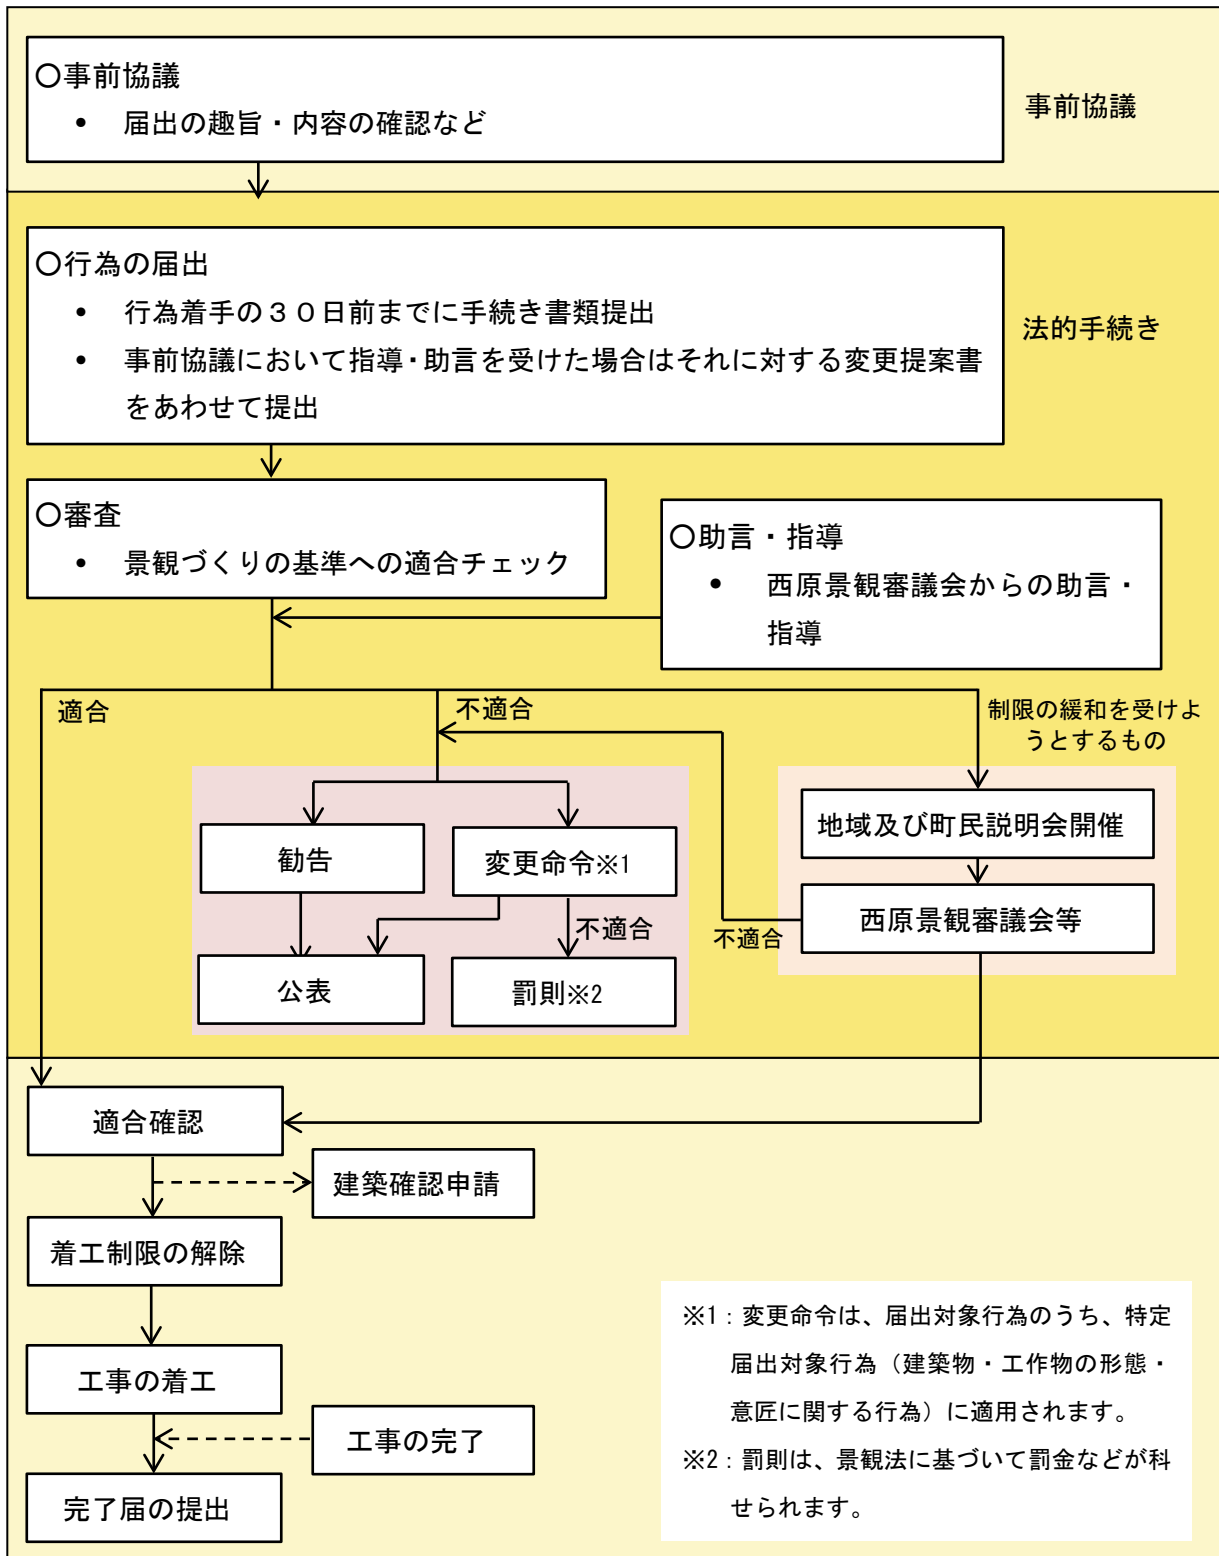 〇事前協議
• 届出の趣旨・内容の確認など
事前協議
〇行為の届出
• 行為着手の３０日前までに手続き書類提出
• 事前協議において指導・助言を受けた場合はそれに対する変更提案書
をあわせて提出
法的手続き
〇審査
• 景観づくりの基準への適合チェック
〇助言・指導
• 西原景観審議会からの助言・
指導
適合
不適合
制限の緩和を受けよ
うとするもの
勧告
変更命令※1
地域及び町民説明会開催
不適合
不適合
西原景観審議会等
公表
罰則※2
適合確認
建築確認申請
着工制限の解除
工事の着工
工事の完了
完了届の提出
※1：変更命令は、届出対象行為のうち、特定
届出対象行為（建築物・工作物の形態・
意匠に関する行為）に適用されます。
※2：罰則は、景観法に基づいて罰金などが科
せられます。